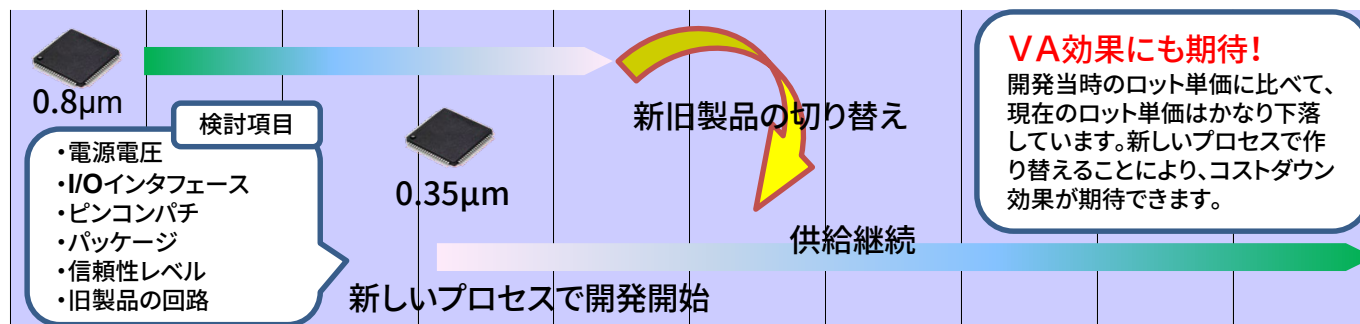 0.8μm
検討項目
・電源電圧
・I/Oインタフェース
・ピンコンパチ
・パッケージ
・信頼性レベル
・旧製品の回路
0.35μm
新しいプロセスで開発開始
新旧製品の切り替え
供給継続
VA効果にも期待!
開発当時のロット単価に比べて、
現在のロット単価はかなり下落
しています。新しいプロセスで作
り替えることにより、コストダウン
効果が期待できます。